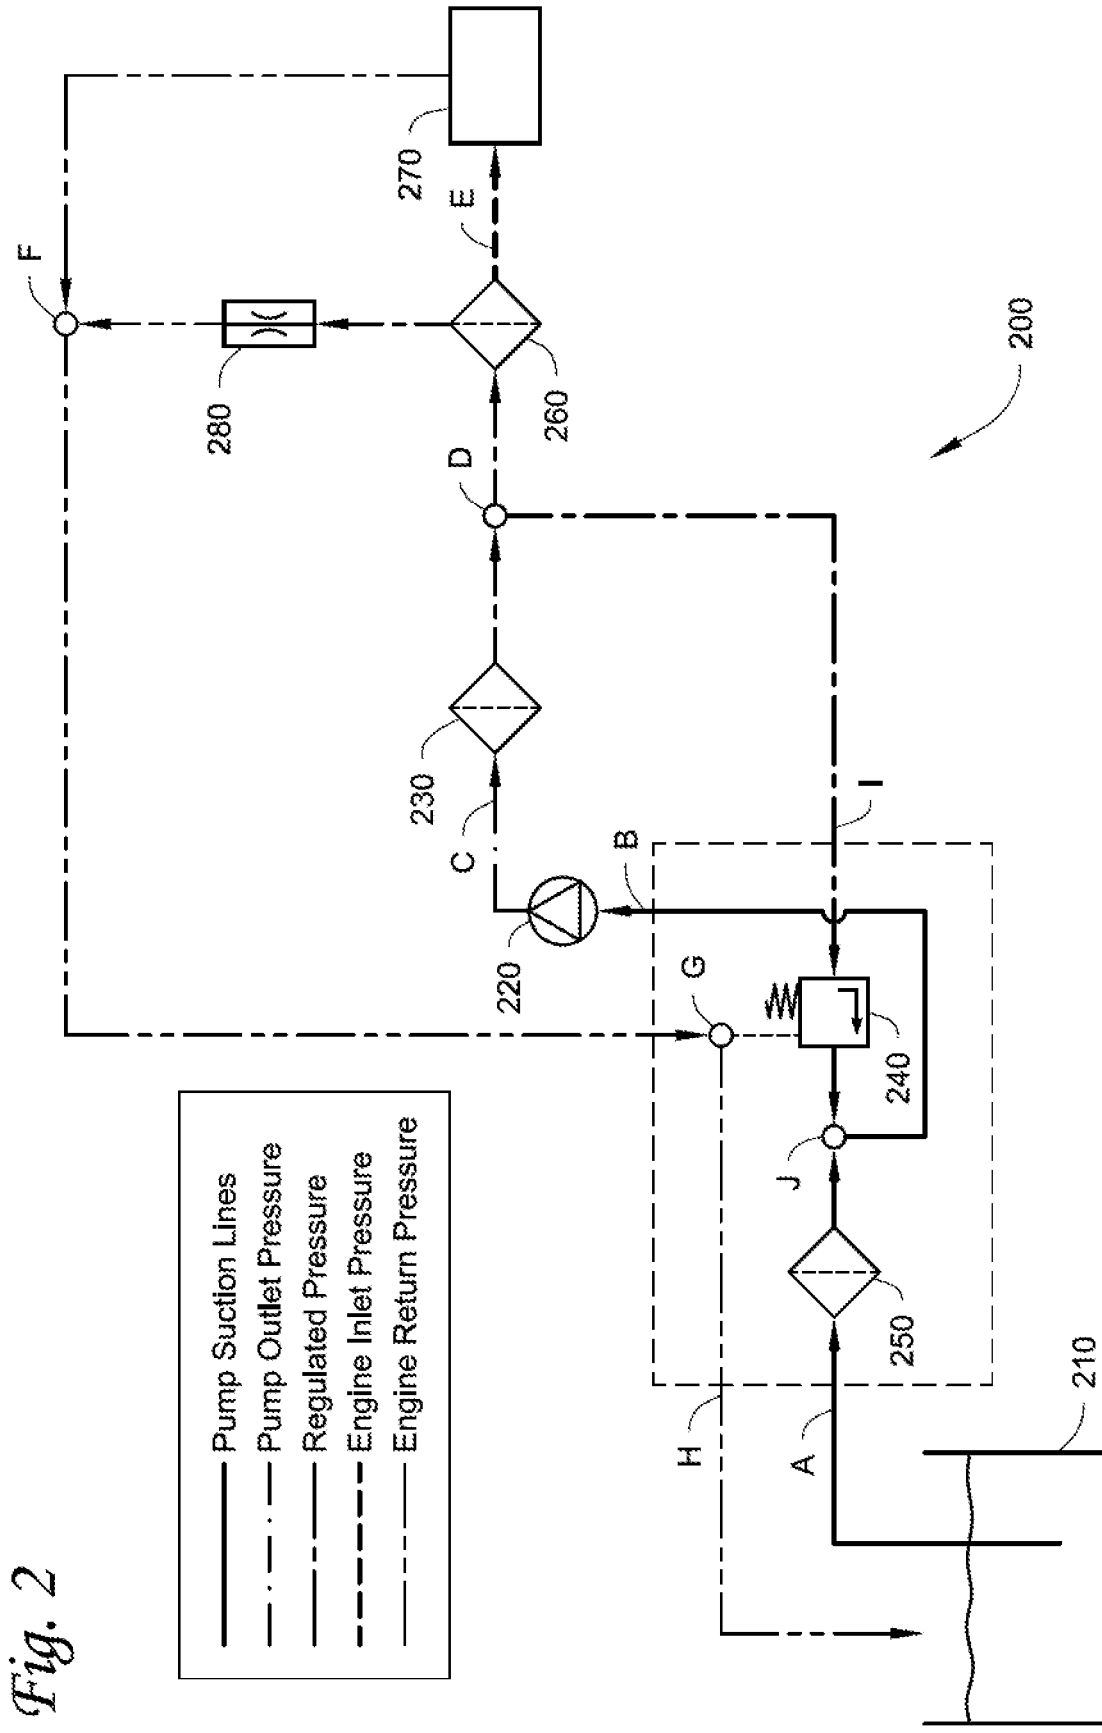 Fig. 2
Pump Suction Lines
Pump Outlet Pressure
Regulated Pressure
Engine Inlet Pressure
Engine Return Pressure
F
280
270
E
D
260
200
230
C
220
B
I
G
240
J
250
H
A
210